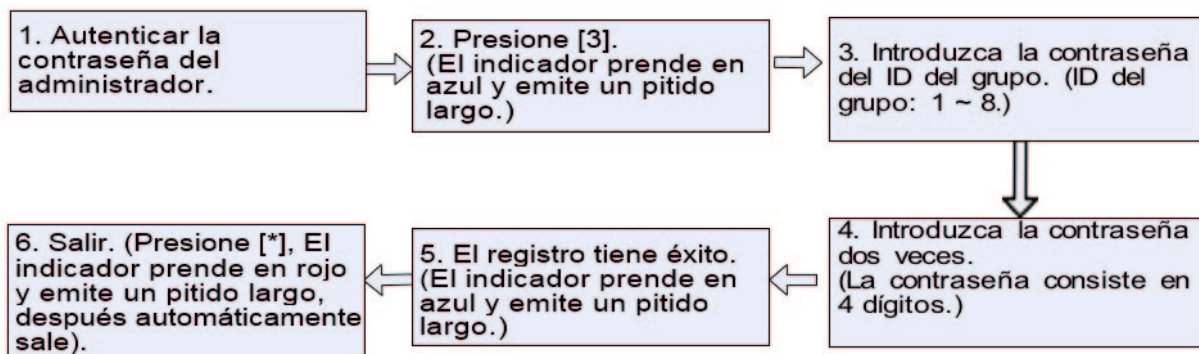 1. Autenticar la
contraseña del
administrador.
2. Presione [3].
(El indicador prende en
azul y emite un pitido
largo.)
3. Introduzca la contraseña
del ID del grupo. (ID del
grupo: 1 ~ 8.)
4. Introduzca la contraseña
dos veces.
(La contraseña consiste en
4 dígitos.)
5. El registro tiene éxito.
(El indicador prende en
azul y emite un pitido
largo.)
6. Salir. (Presione [*], El
indicador prende en rojo
y emite un pitido largo,
después automáticamente
sale).